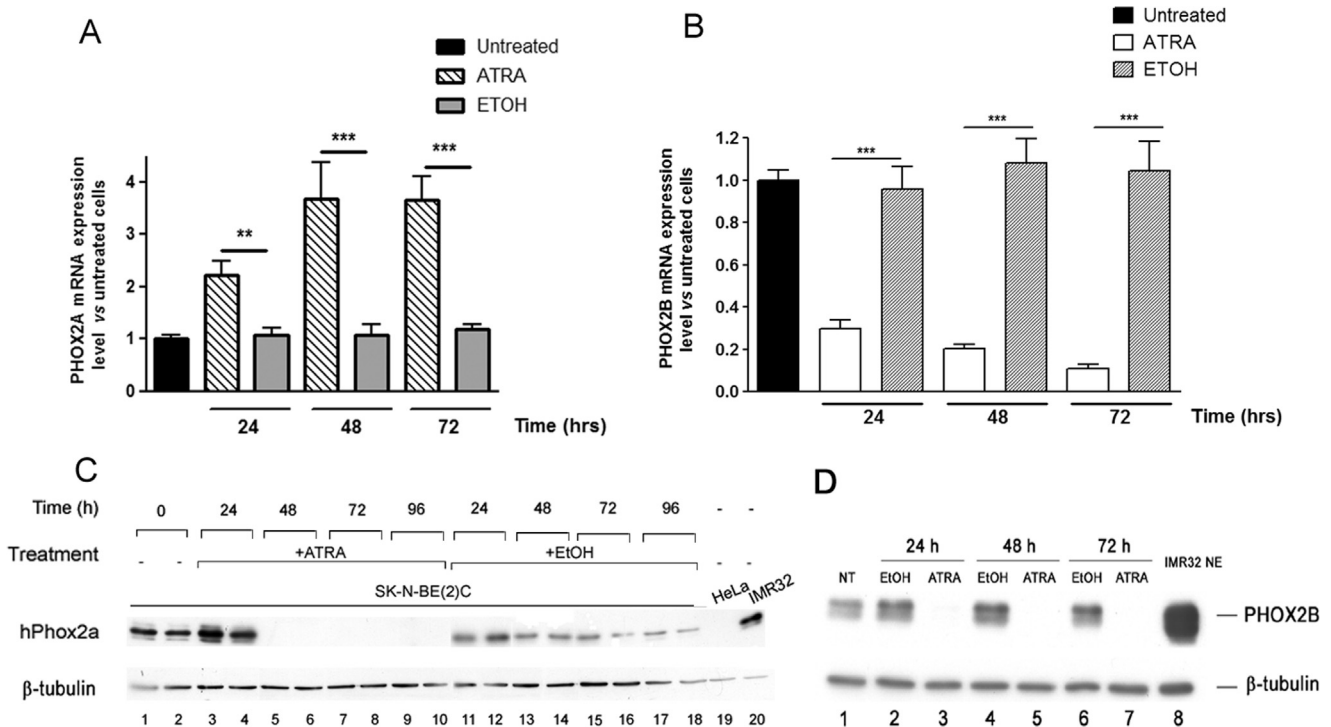 A
Untreated
ATRA
ETOH
PHOX2A mRNA expression
level vs untreated cells
4
3
2
1
0
**
***
***
24 48 72 Time (hrs)
B
Untreated
ATRA
ETOH
PHOX2B mRNA expression
level vs untreated cells
1.2
1.0
0.8
0.6
0.4
0.2
0.0
***
***
***
24 48 72 Time (hrs)
C
Time (h) 0 24 48 72 96 24 48 72 96 - -
Treatment - - +ATRA +EtOH - -
SK-N-BE(2)C HeLa IMR32
hPhox2a
β-tubulin
1 2 3 4 5 6 7 8 9 10 11 12 13 14 15 16 17 18 19 20
D
24 h 48 h 72 h IMR32 NE
NT EtOH ATRA EtOH ATRA EtOH ATRA
PHOX2B
β-tubulin
1 2 3 4 5 6 7 8